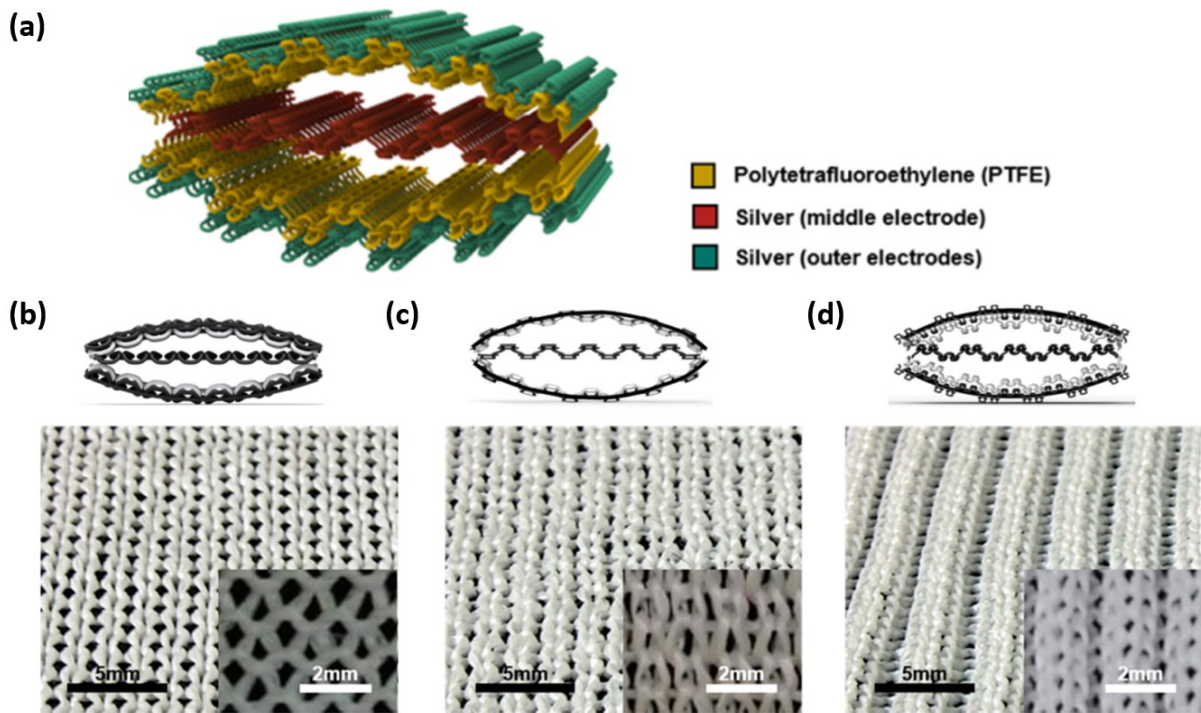 (a)
Polytetrafluoroethylene (PTFE)
Silver (middle electrode)
Silver (outer electrodes)
(b)
(c)
(d)
5mm
2mm
5mm
2mm
5mm
2mm